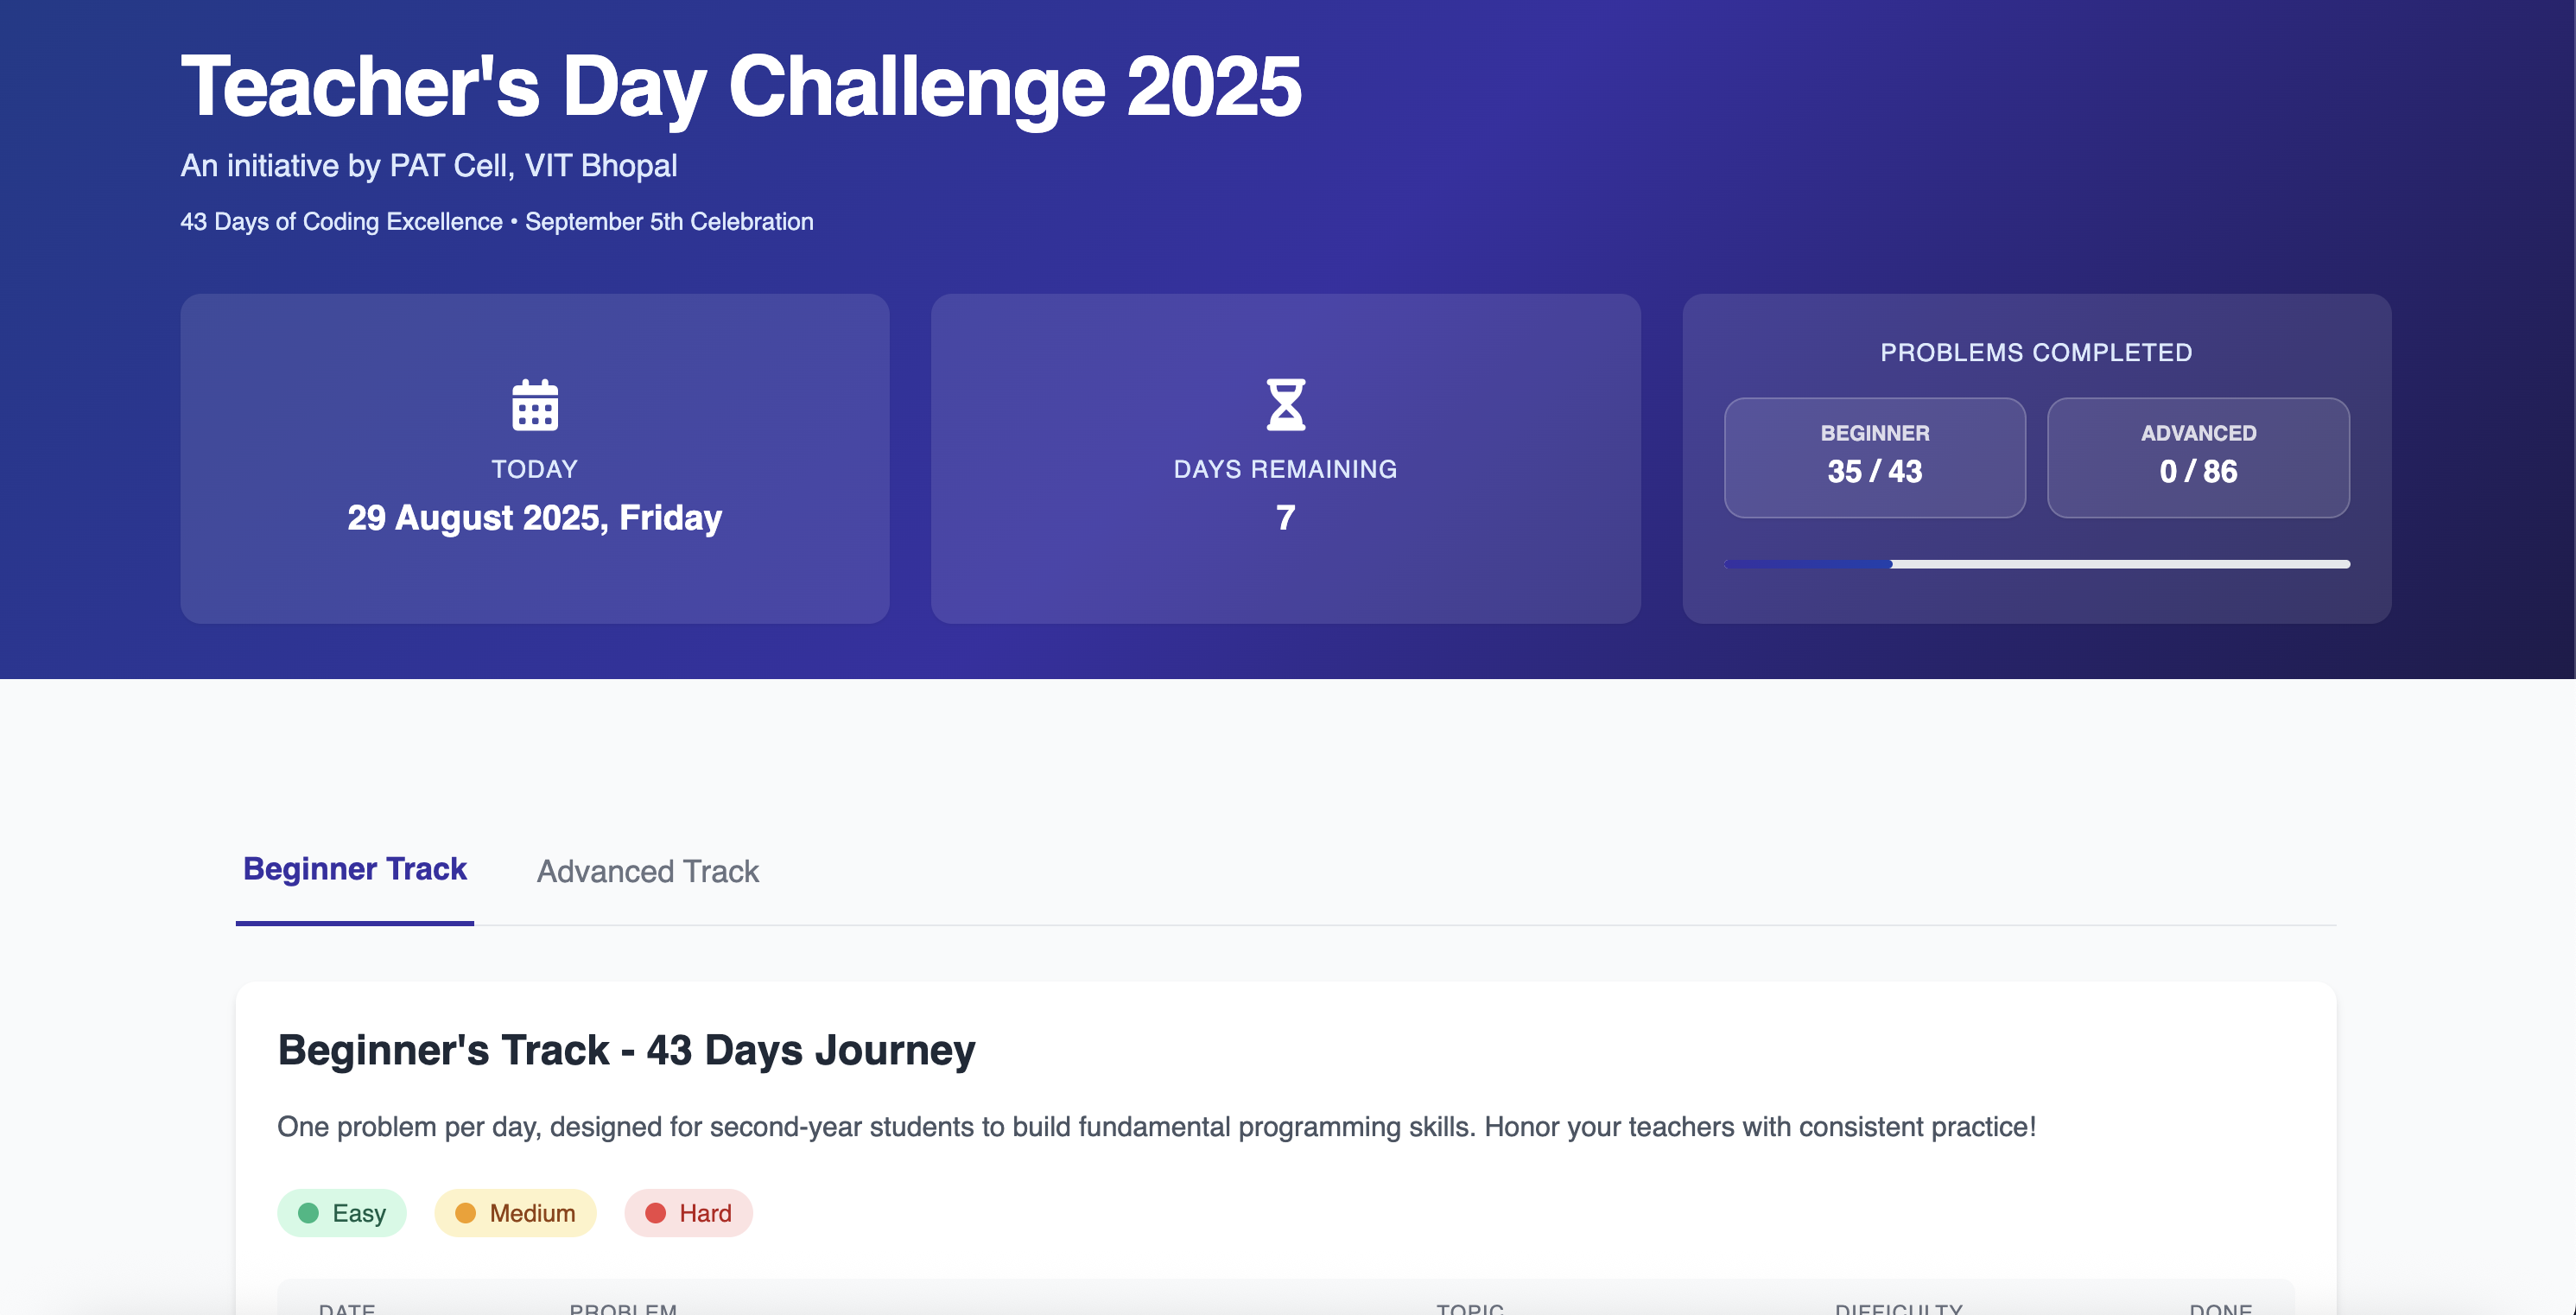 Teacher's Day Challenge 2025
An initiative by PAT Cell, VIT Bhopal
43 Days of Coding Excellence • September 5th Celebration
TODAY
29 August 2025, Friday
DAYS REMAINING
7
PROBLEMS COMPLETED
BEGINNER
35 / 43
ADVANCED
0 / 86
Beginner Track
Advanced Track
Beginner's Track - 43 Days Journey
One problem per day, designed for second-year students to build fundamental programming skills. Honor your teachers with consistent practice!
Easy
Medium
Hard
DATE PROBLEM TOPIC DIFFICULTY DONE